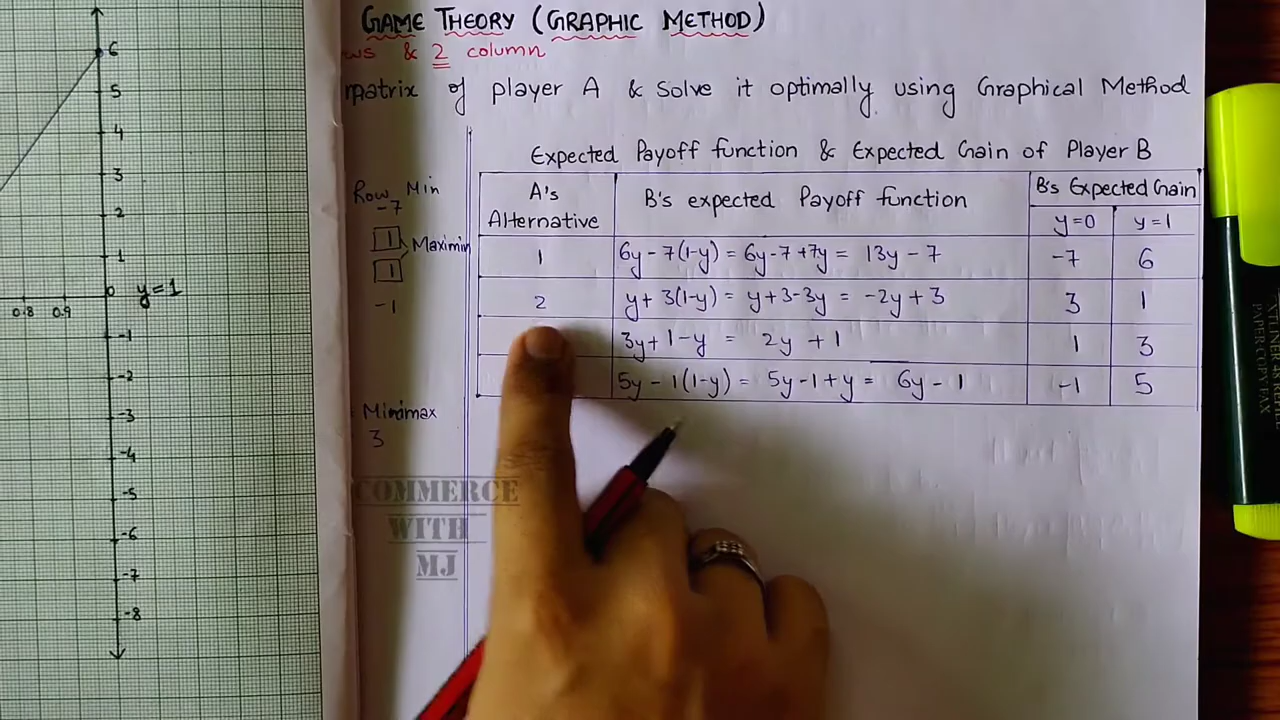 GAME THEORY (GRAPHIC METHOD)
ws & 2 column
matrix of player A & solve it optimally using Graphical Method
Expected Payoff function & Expected Gain of Player B
A's Alternative B's expected Payoff function B's Expected Gain
y=0 y=1
1 6y-7(1-y) = 6y-7+7y = 13y-7 -7 6
2 y+3(1-y) = y+3-3y = -2y+3 3 1
3y+1-y = 2y+1 1 3
5y-1(1-y) = 5y-1+y = 6y-1 -1 5
Row Min
-7
1
Maximin
1
-1
Minimax
3
COMMERCE
WITH
MJ
6
5
4
3
2
1
0 y=1
0.8 0.9
-1
-2
-3
-4
-5
-6
-7
-8